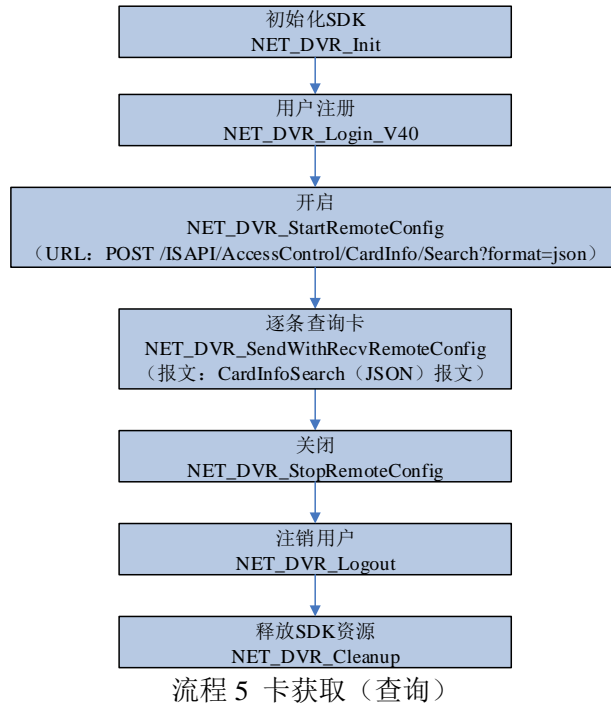 初始化SDK
NET_DVR_Init
用户注册
NET_DVR_Login_V40
开启
NET_DVR_StartRemoteConfig
（URL：POST /ISAPI/AccessControl/CardInfo/Search?format=json）
逐条查询卡
NET_DVR_SendWithRecvRemoteConfig
（报文：CardInfoSearch（JSON）报文）
关闭
NET_DVR_StopRemoteConfig
注销用户
NET_DVR_Logout
释放SDK资源
NET_DVR_Cleanup
流程 5 卡获取（查询）